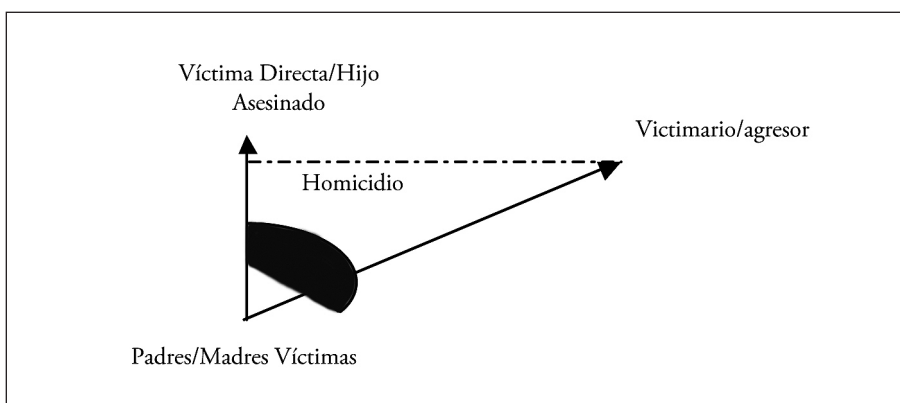 Víctima Directa/Hijo
Asesinado
Victimario/agresor
Homicidio
Padres/Madres Víctimas